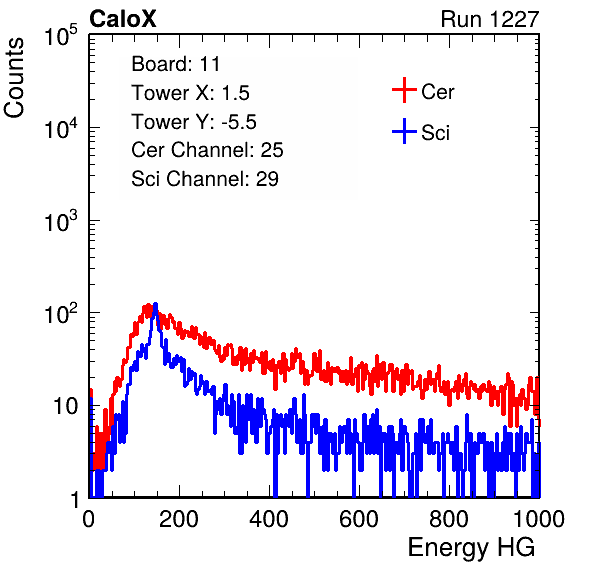 CaloX Run 1227
Counts
10^5
10^4
10^3
10^2
10
1
Board: 11
Tower X: 1.5
Tower Y: -5.5
Cer Channel: 25
Sci Channel: 29
Cer
Sci
0 200 400 600 800 1000
Energy HG